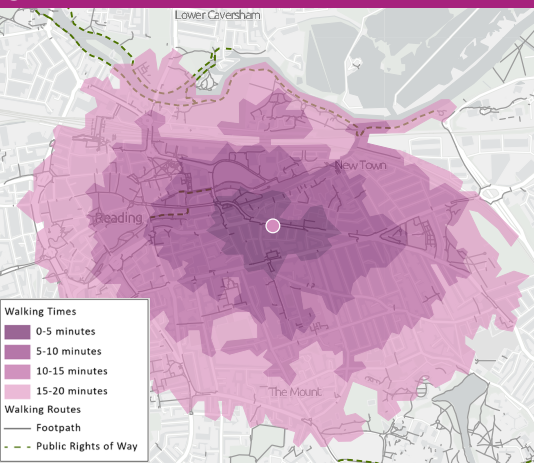 Lower Caversham
New Town
Reading
The Mount
Walking Times
0-5 minutes
5-10 minutes
10-15 minutes
15-20 minutes
Walking Routes
Footpath
Public Rights of Way